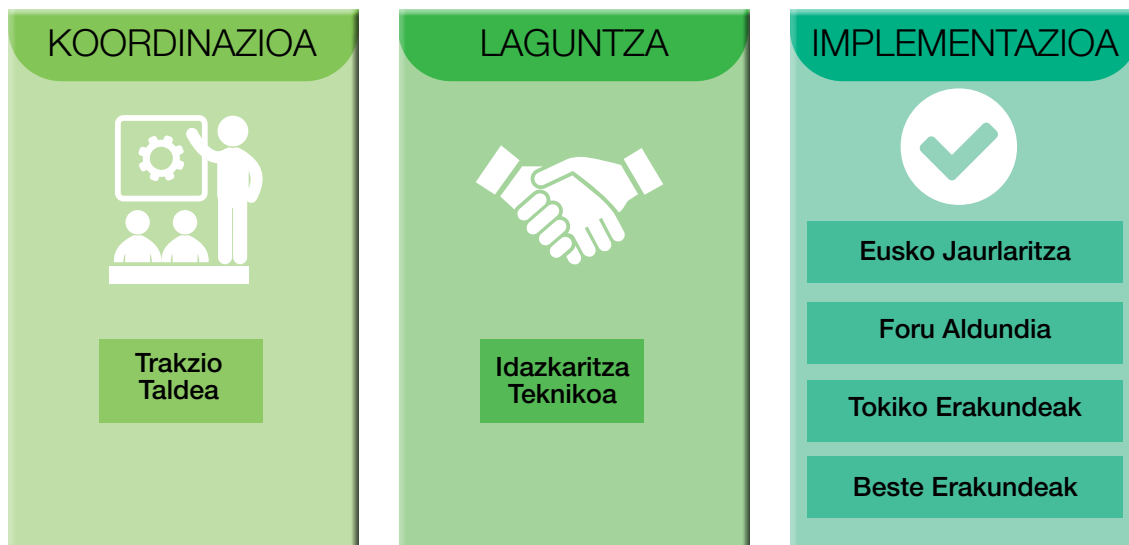 KOORDINAZIOA
Trakzio
Taldea
LAGUNTZA
Idazkaritza
Teknikoa
IMPLEMENTAZIOA
Eusko Jaurlaritza
Foru Aldundia
Tokiko Erakundeak
Beste Erakundeak